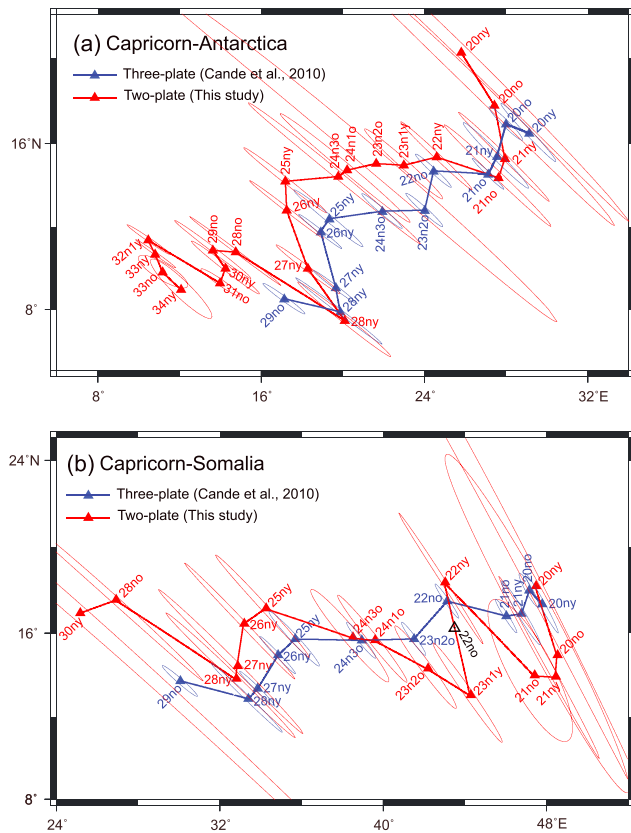 (a) Capricorn-Antarctica
Three-plate (Cande et al., 2010)
Two-plate (This study)
20ny
20no
20no
20ny
16°N
25ny
24n3o
24n1o
23n2o
23n1y
22ny
22no
21ny
21ny
21no
21no
26ny
25ny
26ny
24n3o
23n2o
32n1y
33ny
33no
34ny
29no
28no
30ny
31no
27ny
27ny
29no
28ny
28ny
8°
8°
16°
24°
32°E
24°N
(b) Capricorn-Somalia
Three-plate (Cande et al., 2010)
Two-plate (This study)
28no
30ny
25ny
26ny
25ny
24n3o
24n1o
24n3o
22ny
22no
22no
23n2o
21no
21ny
20no
20ny
20ny
20no
16°
26ny
27ny
28ny
27ny
28ny
29no
23n2o
23n1y
21no
21ny
8°
24°
32°
40°
48°E